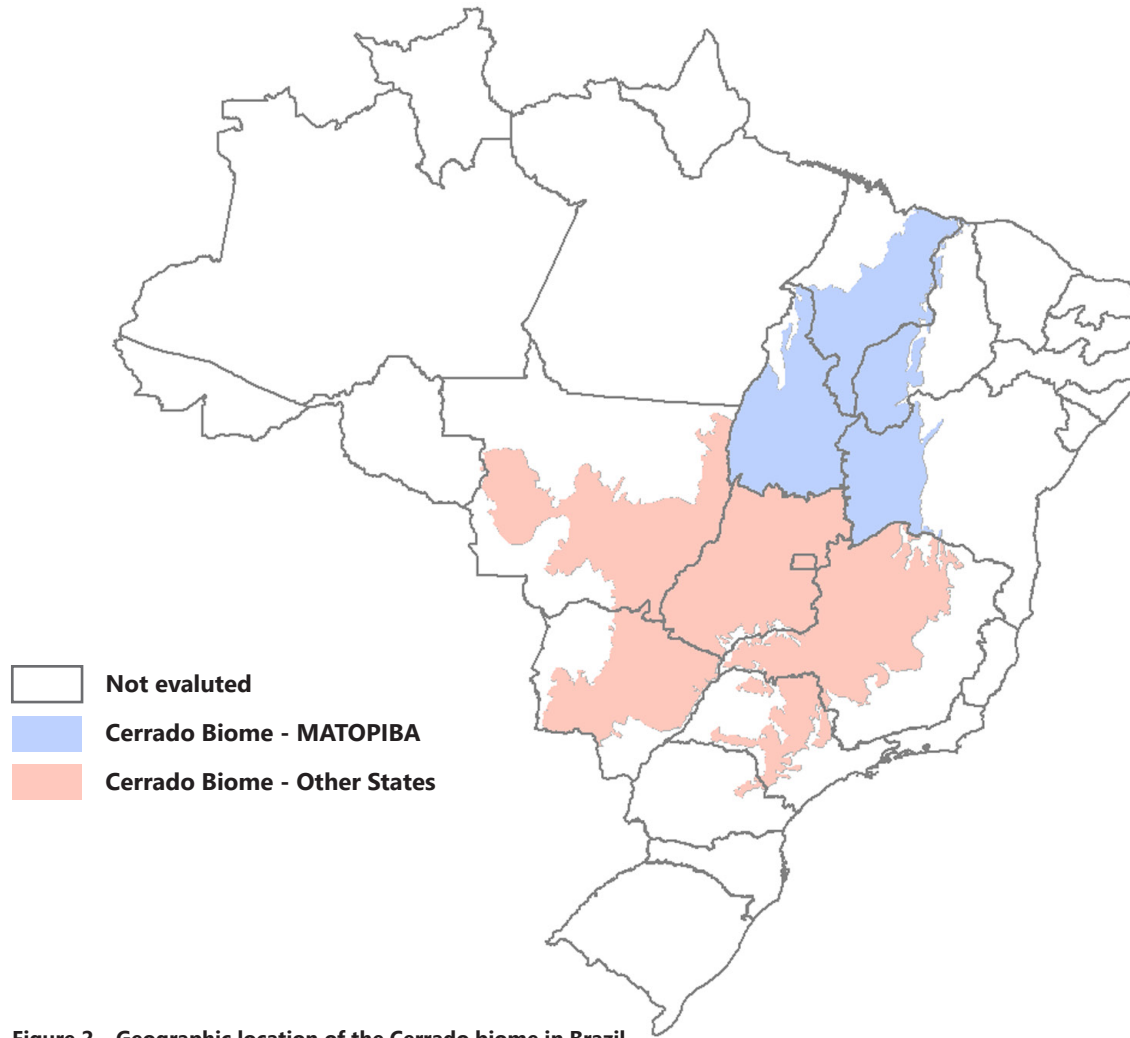 Not evaluted
Cerrado Biome - MATOPIBA
Cerrado Biome - Other States
Figure 2 – Geographic location of the Cerrado biome in Brazil